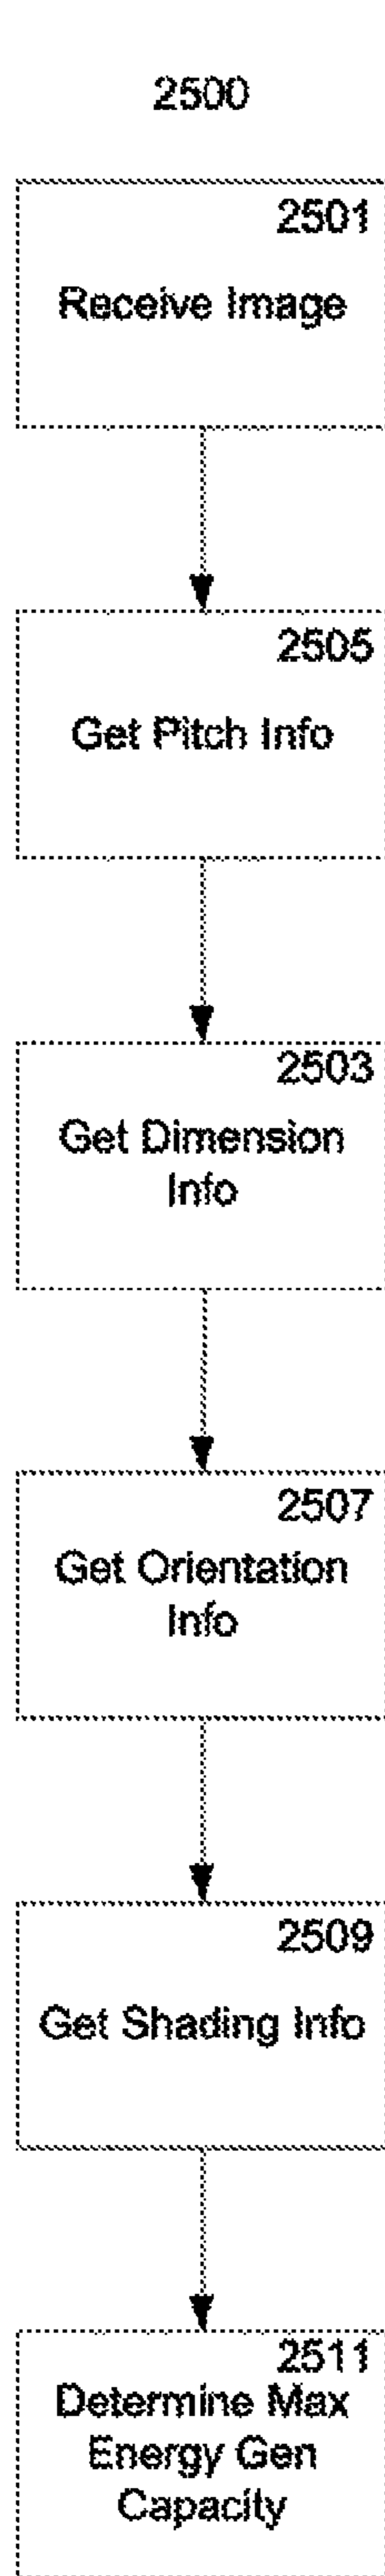 2500
2501
Receive Image
2505
Get Pitch Info
2503
Get Dimension
Info
2507
Get Orientation
Info
2509
Get Shading Info
2511
Determine Max
Energy Gen
Capacity